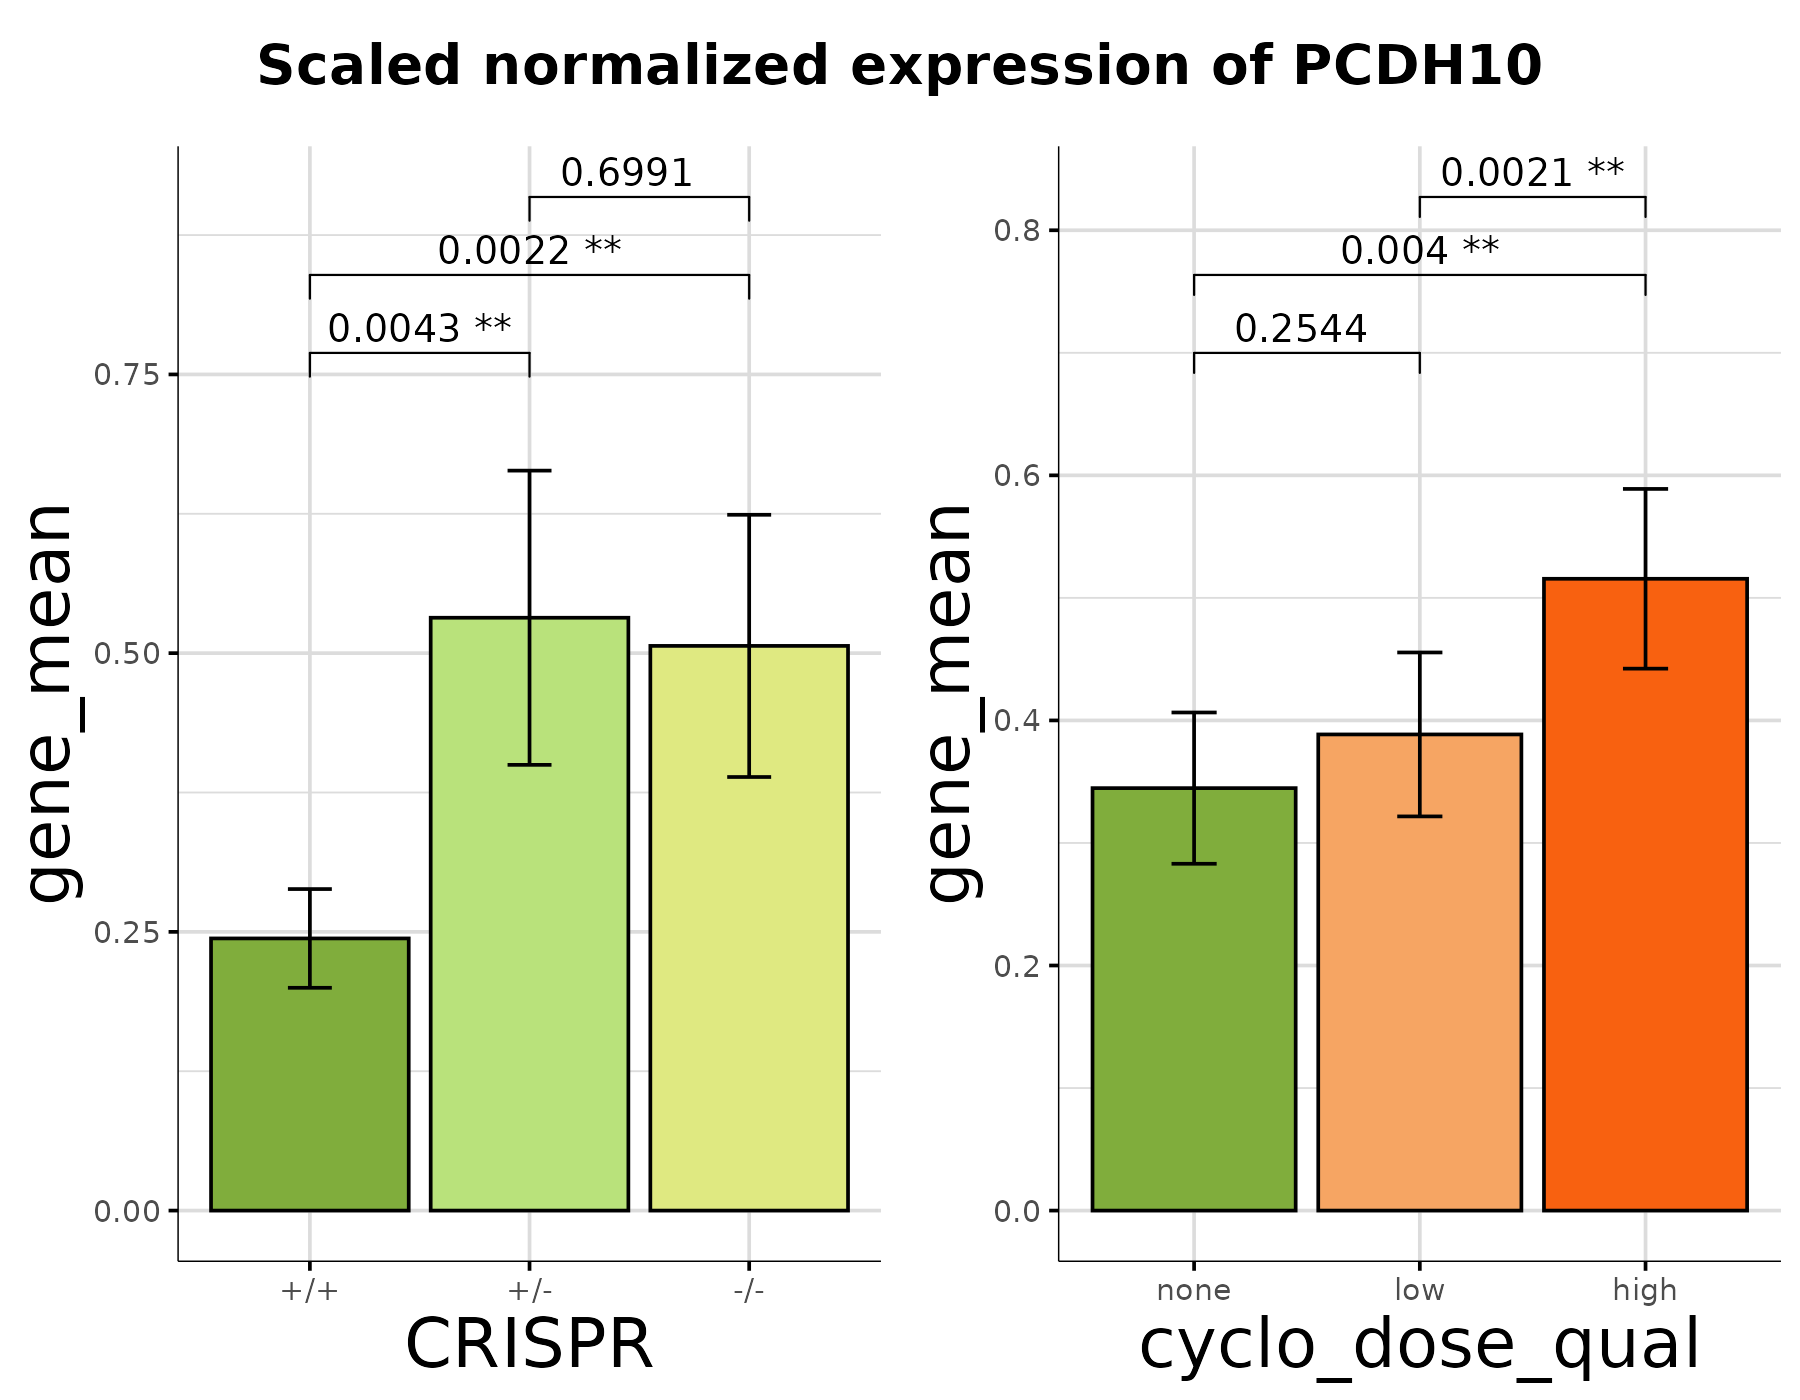 Scaled normalized expression of PCDH10
gene_mean
0.75
0.50
0.25
0.00
0.6991
0.0022 **
0.0043 **
+/+
+/-
-/-
CRISPR
gene_mean
0.8
0.6
0.4
0.2
0.0
0.0021 **
0.004 **
0.2544
none
low
high
cyclo_dose_qual